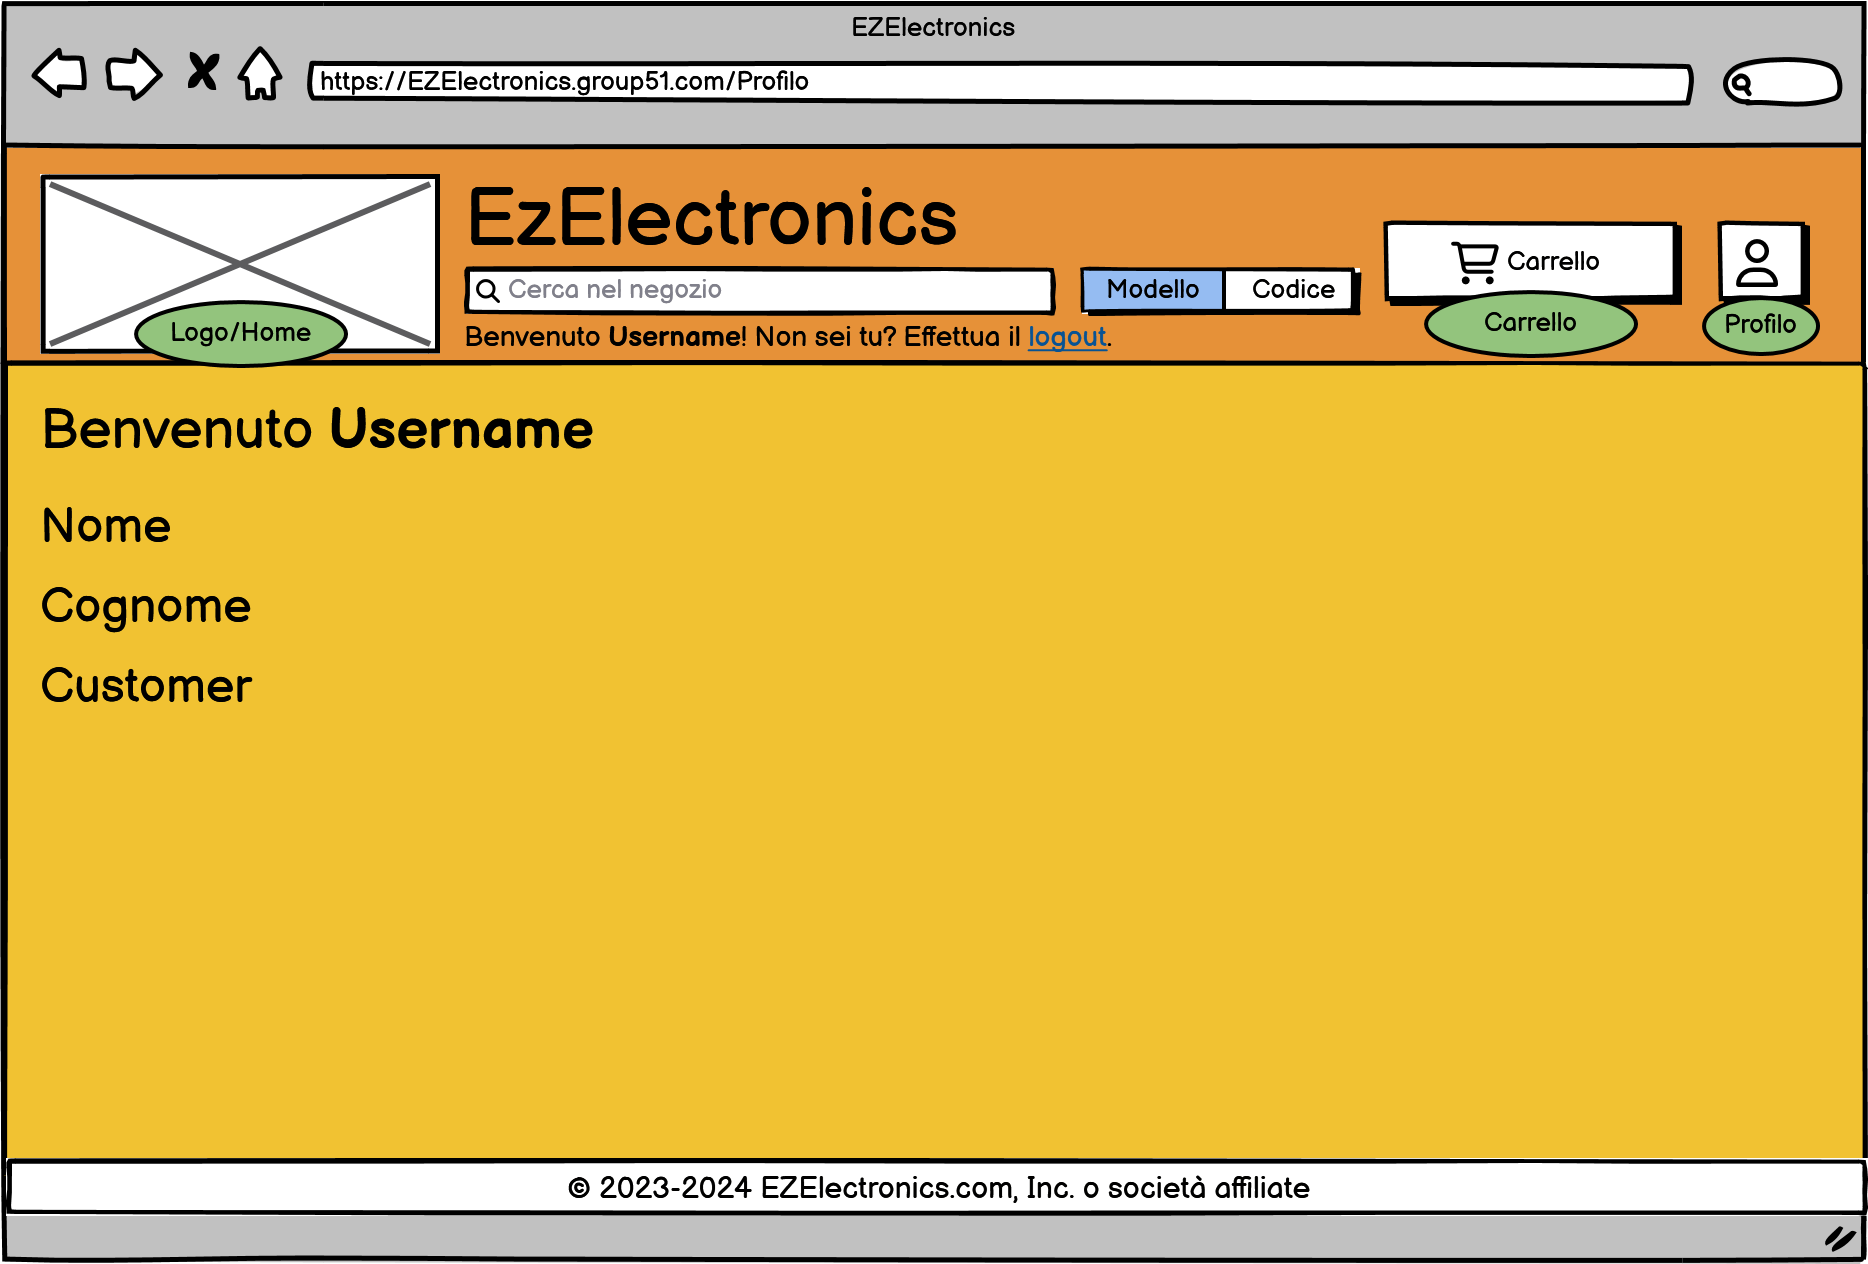 EZElectronics
https://EZElectronics.group51.com/Profilo
EzElectronics
Carrello
Cerca nel negozio
Modello
Codice
Logo/Home
Benvenuto Username! Non sei tu? Effettua il logout.
Carrello
Profilo
Benvenuto Username
Nome
Cognome
Customer
© 2023-2024 EZElectronics.com, Inc. o società affiliate